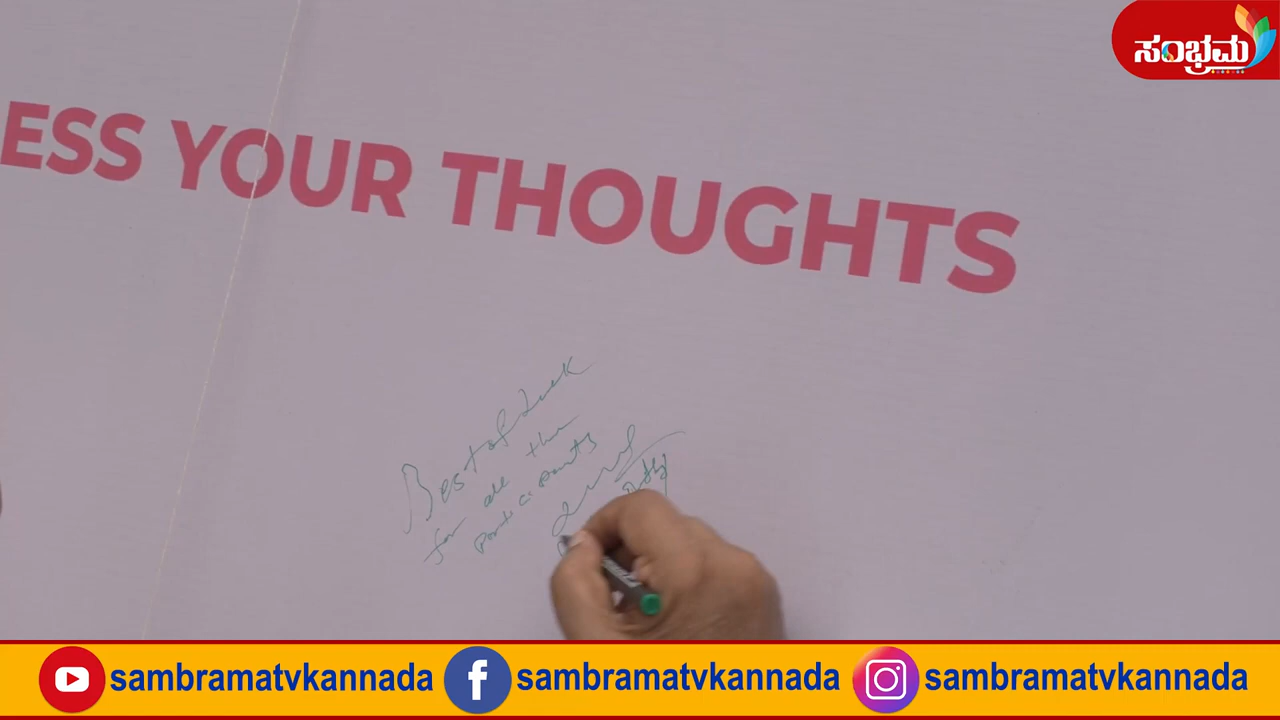 ಸಂಭ್ರಮ
ESS YOUR THOUGHTS
Best of Luck
for all the
participants
sambramatvkannada
sambramatvkannada
sambramatvkannada